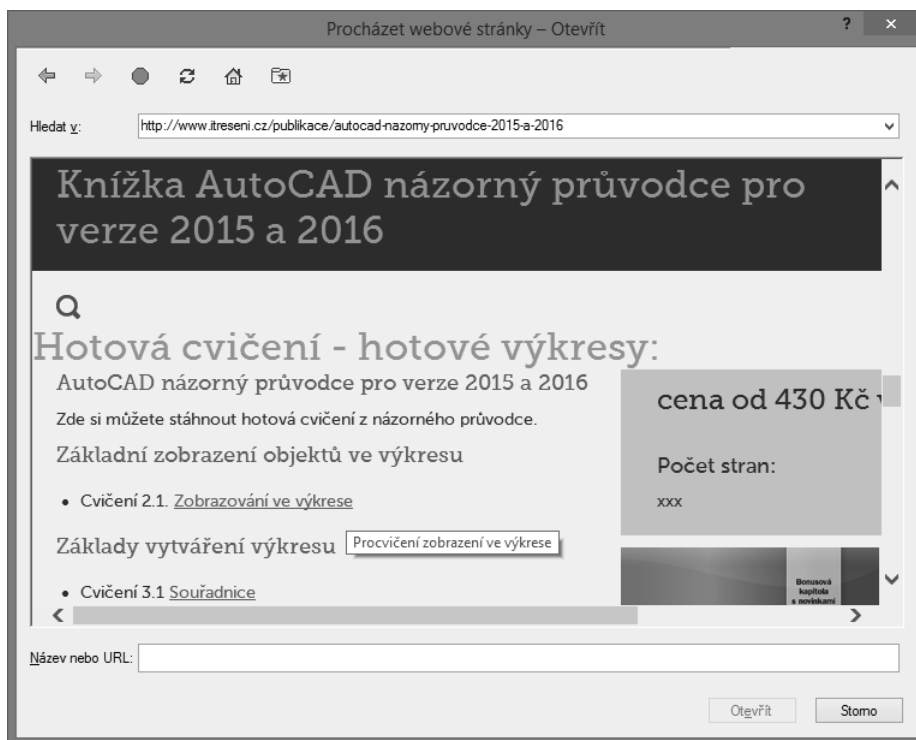 Procházet webové stránky – Otevřít
? ×
Hledat v: http://www.itreseni.cz/publikace/autocad-nazorny-pruvodce-2015-a-2016
Knížka AutoCAD názorný průvodce pro
verze 2015 a 2016
Hotová cvičení - hotové výkresy:
AutoCAD názorný průvodce pro verze 2015 a 2016
Zde si můžete stáhnout hotová cvičení z názorného průvodce.
Základní zobrazení objektů ve výkresu
• Cvičení 2.1. Zobrazování ve výkrese
Základy vytváření výkresu
Procvičení zobrazení ve výkrese
• Cvičení 3.1 Souřadnice
cena od 430 Kč v
Počet stran:
xxx
Bonusová
kapitola
s novinkami
Název nebo URL:
Otevřít Storno